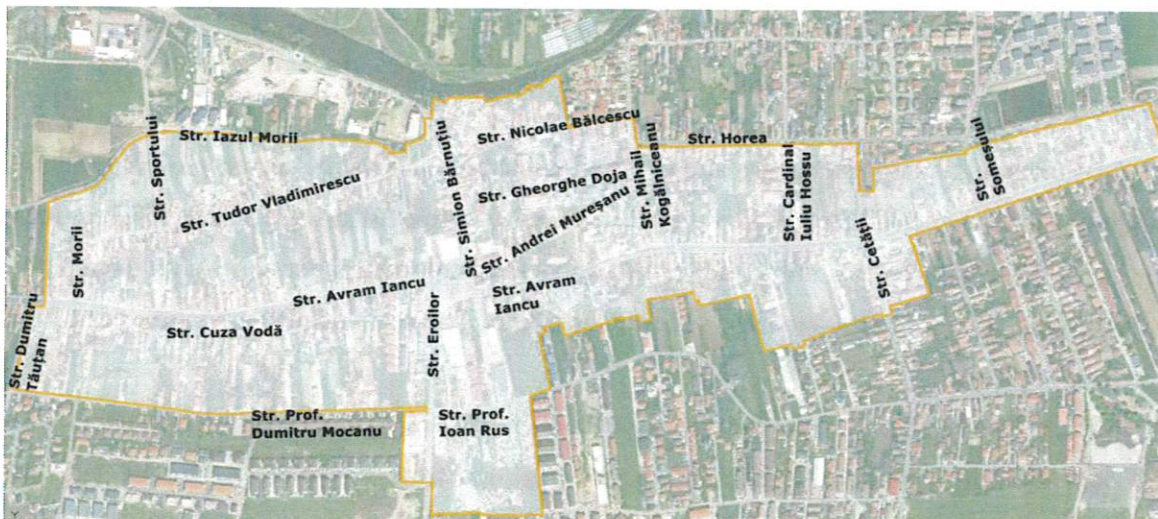 Str. Nicolae Bălcescu
Str. Iazul Morii
Str. Horea
Str. Sportului
Str. Simion Bărnuțiu
Str. Gheorghe Doja
Str. Mihail
Kogălniceanu
Str. Cardinal
Iuliu Hossu
Str. Someșului
Str. Tudor Vladimirescu
Str. Andrei Mureșanu
Str. Morii
Str. Cetății
Str. Avram Iancu
Str. Avram
Iancu
Str. Cuza Vodă
Str. Eroilor
Str. Dumitru
Tăuțan
Str. Prof.
Dumitru Mocanu
Str. Prof.
Ioan Rus